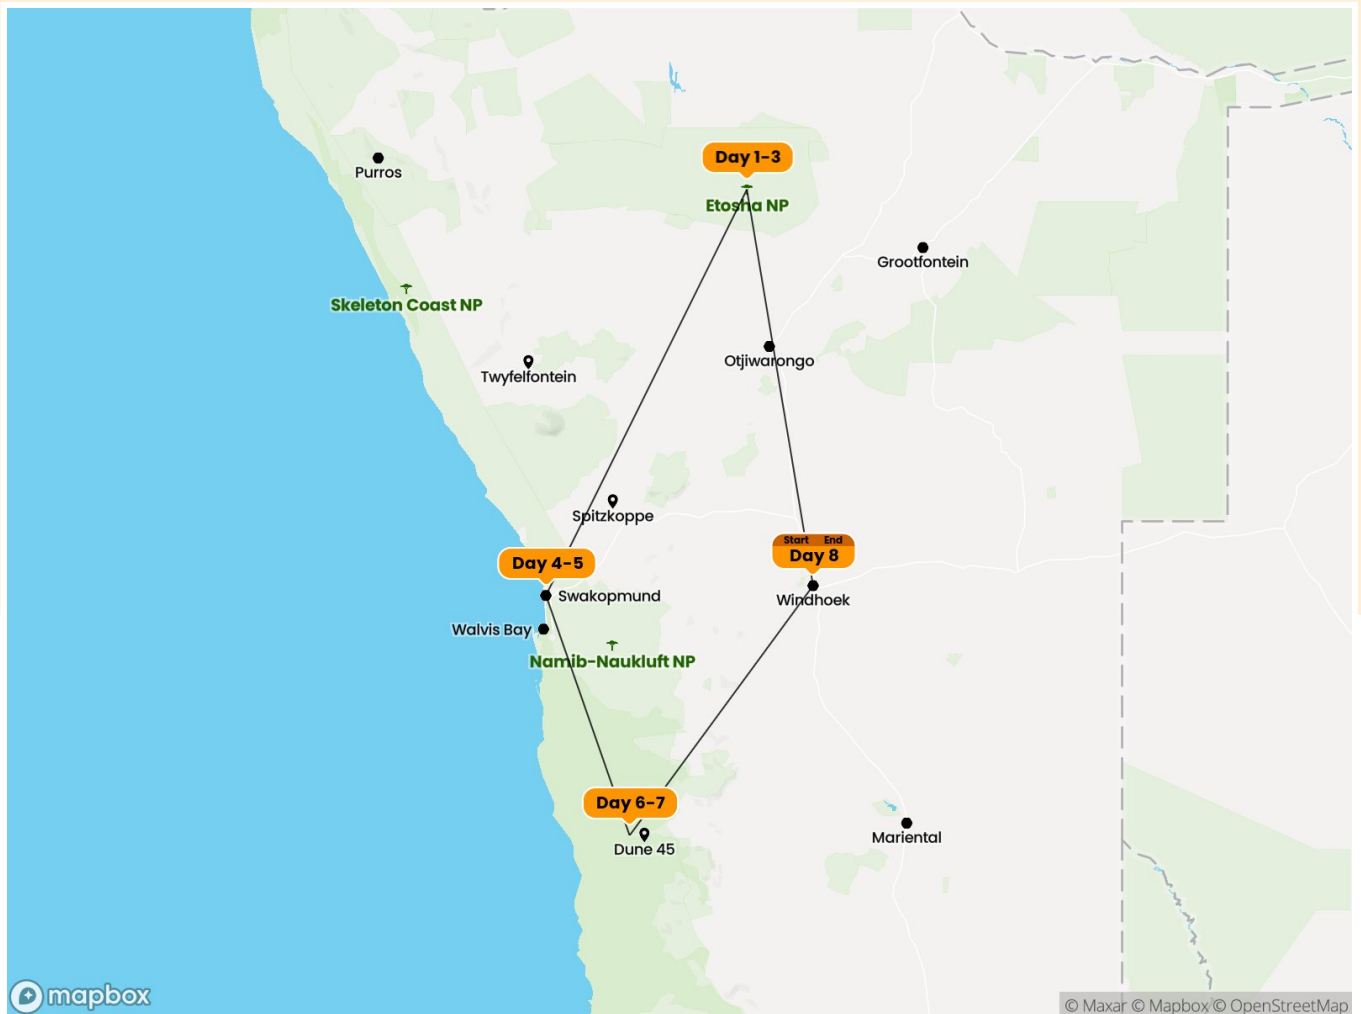 Day 1-3
Purros
Etosha NP
Grootfontein
Skeleton Coast NP
Otjiwarongo
Twyfelfontein
Spitzkoppe
Start End
Day 8
Day 4-5
Windhoek
Swakopmund
Walvis Bay
Namib-Naukluft NP
Day 6-7
Dune 45
Mariental
mapbox
© Maxar © Mapbox © OpenStreetMap